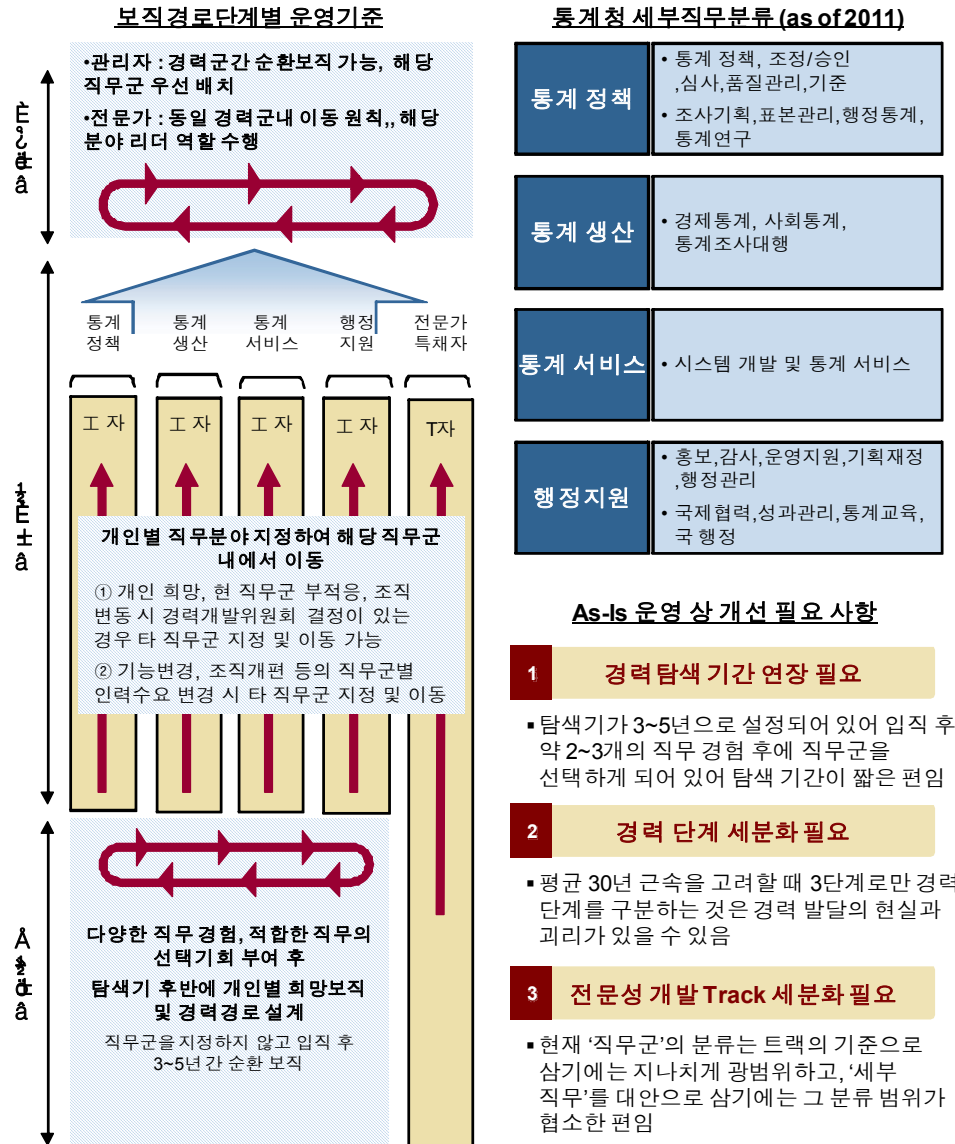 보직경로단계별 운영기준
•관리자 : 경력군간 순환보직 가능, 해당
직무군 우선 배치
•전문가 : 동일 경력군내 이동 원칙,, 해당
분야 리더 역할 수행
통계
정책
통계
생산
통계
서비스
행정
지원
전문가
특채자
工 자
工 자
工 자
工 자
T자
개인별 직무분야 지정하여 해당 직무군
내에서 이동
① 개인 희망, 현 직무군 부적응, 조직
변동 시 경력개발위원회 결정이 있는
경우 타 직무군 지정 및 이동 가능
② 기능변경, 조직개편 등의 직무군별
인력수요 변경 시 타 직무군 지정 및 이동
다양한 직무 경험, 적합한 직무의
선택기회 부여 후
탐색기 후반에 개인별 희망보직
및 경력경로 설계
직무군을 지정하지 않고 입직 후
3~5년 간 순환 보직
통계청 세부직무분류 (as of 2011)
통계 정책
• 통계 정책, 조정/승인
,심사,품질관리,기준
• 조사기획,표본관리,행정통계,
통계연구
통계 생산
• 경제통계, 사회통계,
통계조사대행
통계 서비스
• 시스템 개발 및 통계 서비스
행정지원
• 홍보,감사,운영지원,기획재정
,행정관리
• 국제협력,성과관리,통계교육,
국 행정
As-Is 운영 상 개선 필요 사항
1 경력탐색 기간 연장 필요
▪ 탐색기가 3~5년으로 설정되어 있어 입직 후
약 2~3개의 직무 경험 후에 직무군을
선택하게 되어 있어 탐색 기간이 짧은 편임
2 경력 단계 세분화 필요
▪ 평균 30년 근속을 고려할 때 3단계로만 경력
단계를 구분하는 것은 경력 발달의 현실과
괴리가 있을 수 있음
3 전문성 개발 Track 세분화 필요
▪ 현재 ‘직무군’의 분류는 트랙의 기준으로
삼기에는 지나치게 광범위하고, ‘세부
직무’를 대안으로 삼기에는 그 분류 범위가
협소한 편임